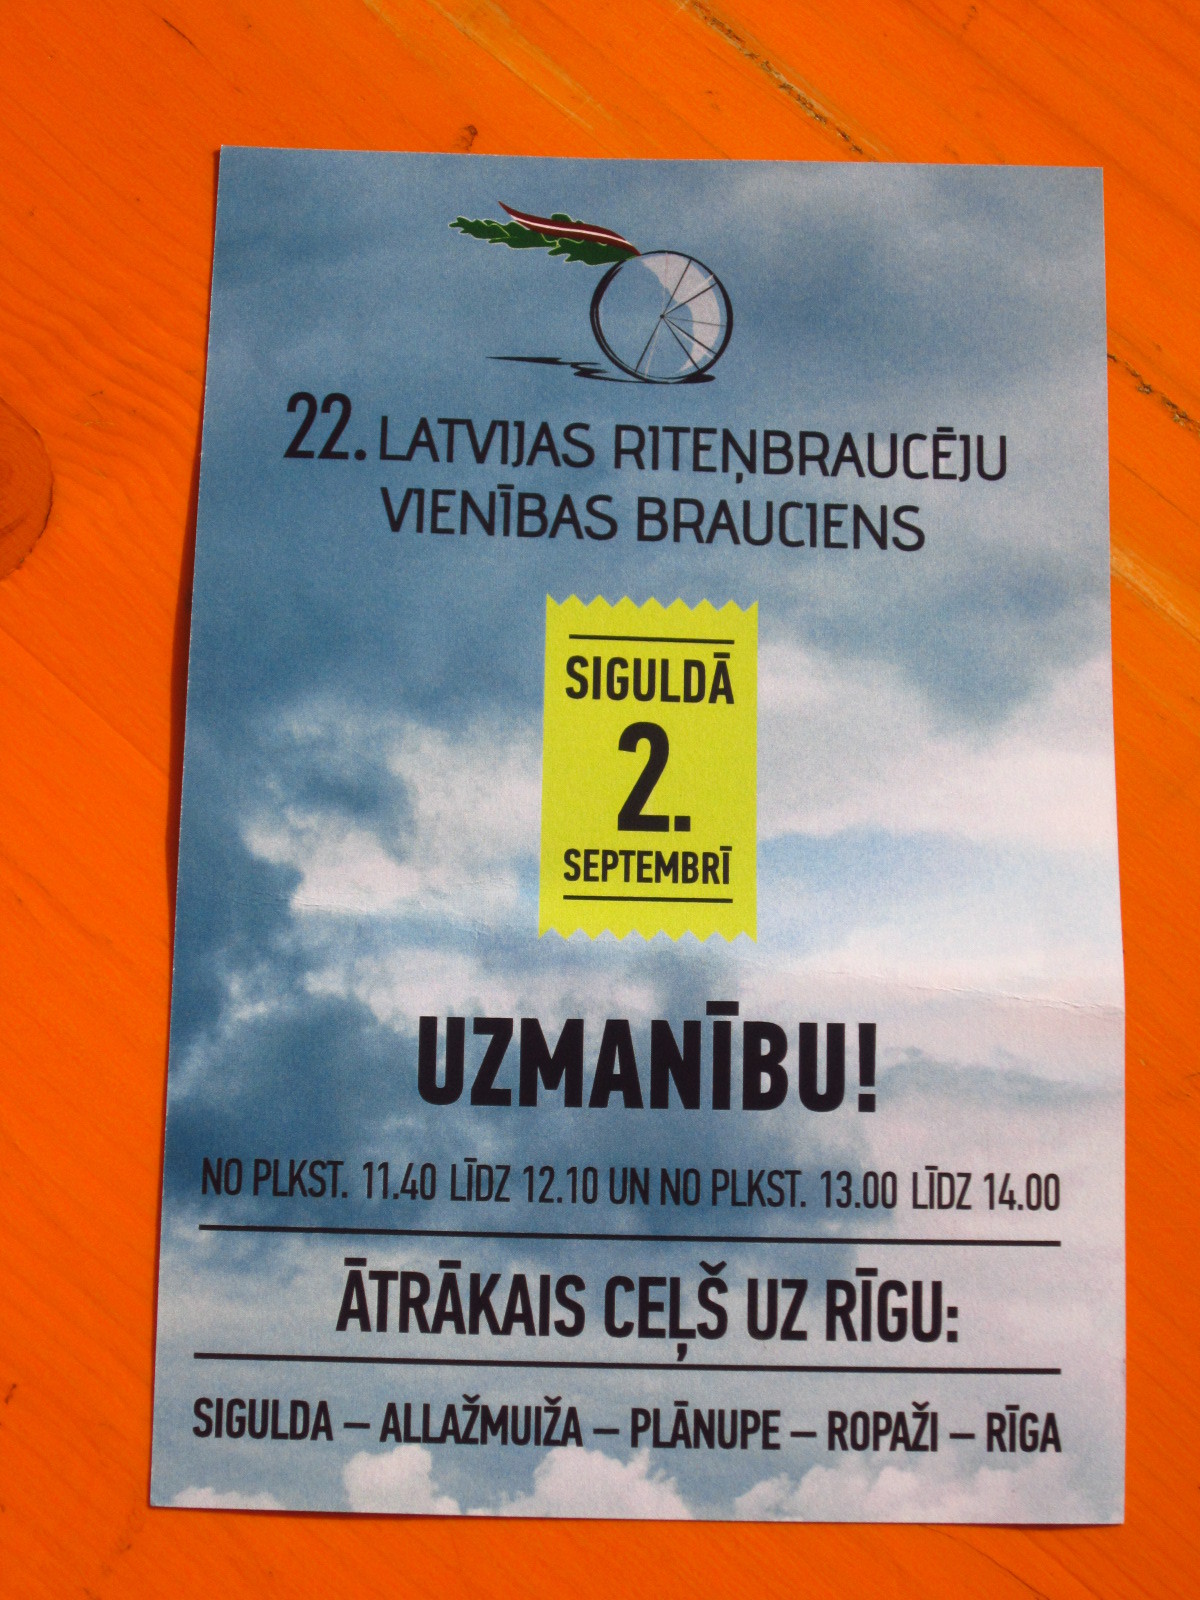 22. LATVIJAS RITEŅBRAUCĒJU
VIENĪBAS BRAUCIENS
SIGULDĀ
2.
SEPTEMBRĪ
UZMANĪBU!
NO PLKST. 11.40 LĪDZ 12.10 UN NO PLKST. 13.00 LĪDZ 14.00
ĀTRĀKAIS CEĻŠ UZ RĪGU:
SIGULDA – ALLAŽMUIŽA – PLĀNUPE – ROPAŽI – RĪGA